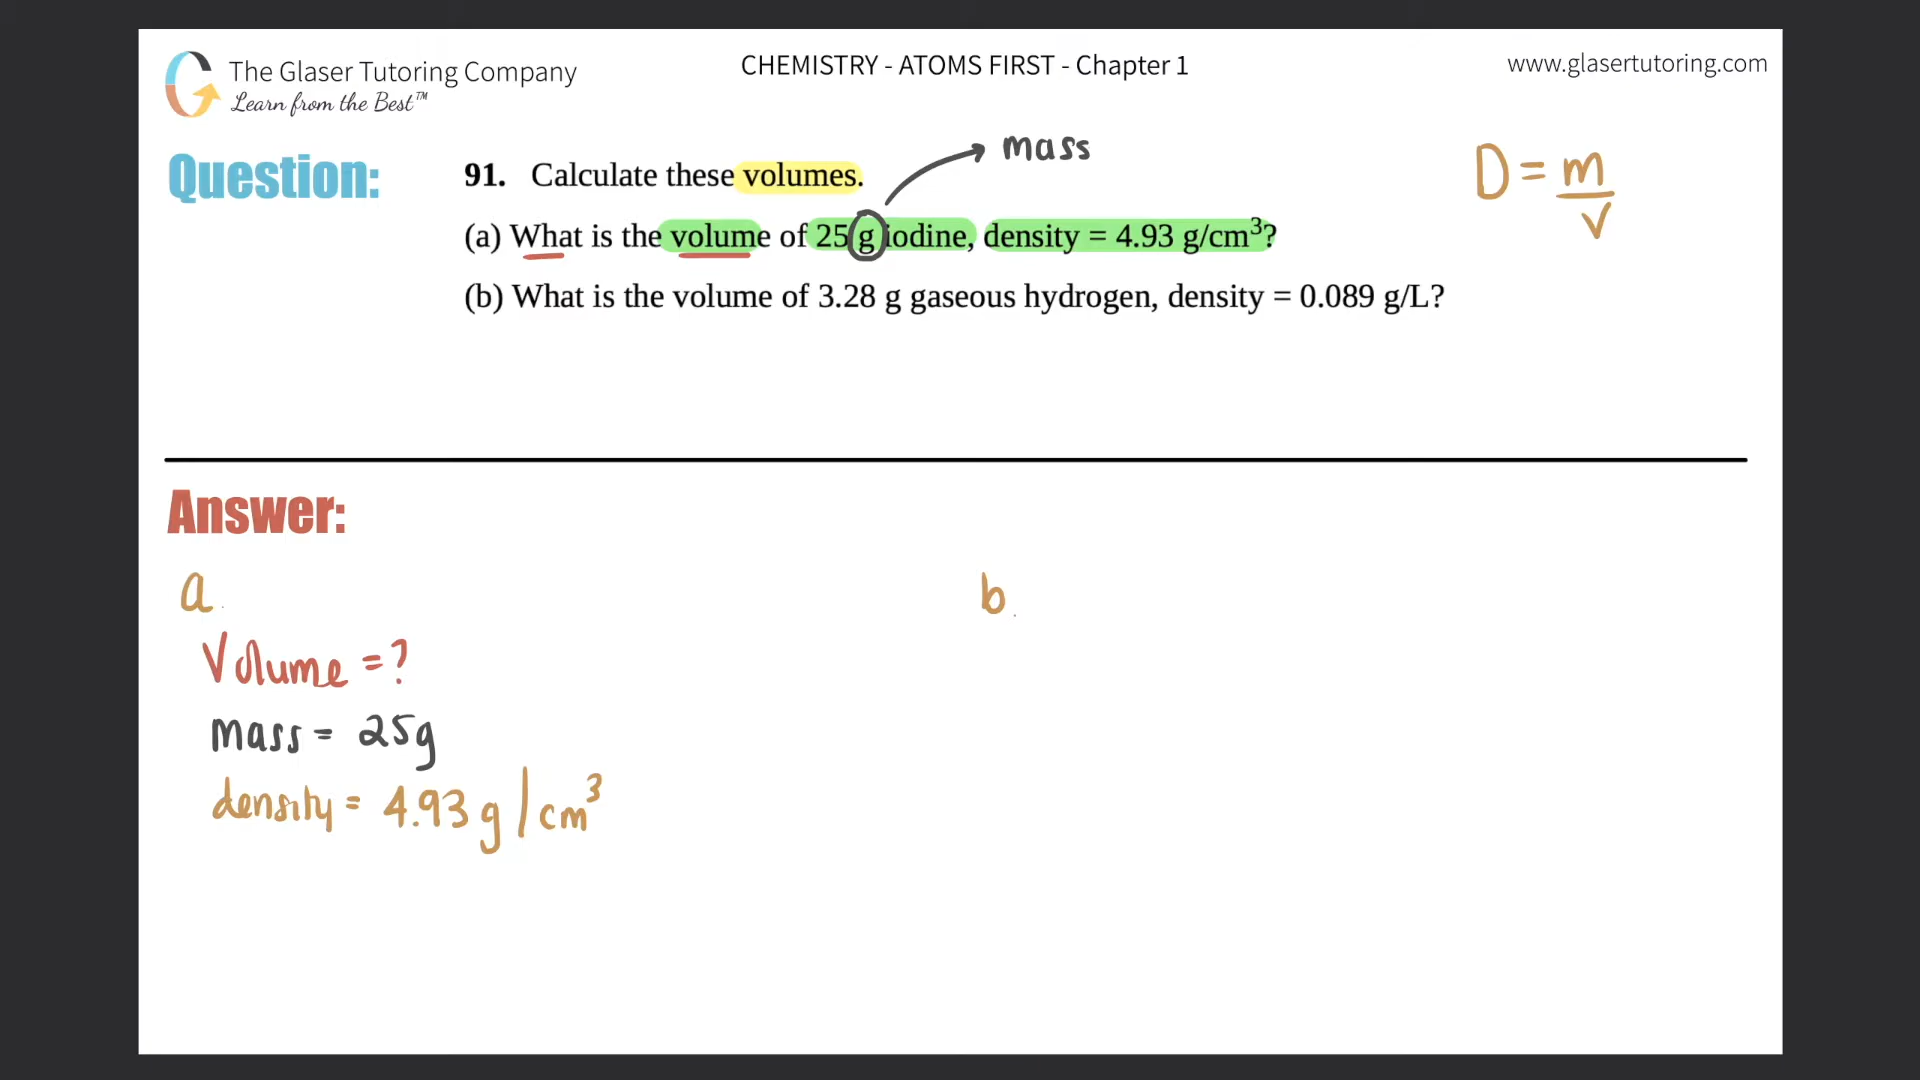 The Glaser Tutoring Company
Learn from the Best™
CHEMISTRY - ATOMS FIRST - Chapter 1
www.glasertutoring.com
Question:
91. Calculate these volumes.
mass
D = m
v
(a) What is the volume of 25 g iodine, density = 4.93 g/cm³?
(b) What is the volume of 3.28 g gaseous hydrogen, density = 0.089 g/L?
Answer:
a.
b.
Volume = ?
mass = 25g
density = 4.93 g/cm³